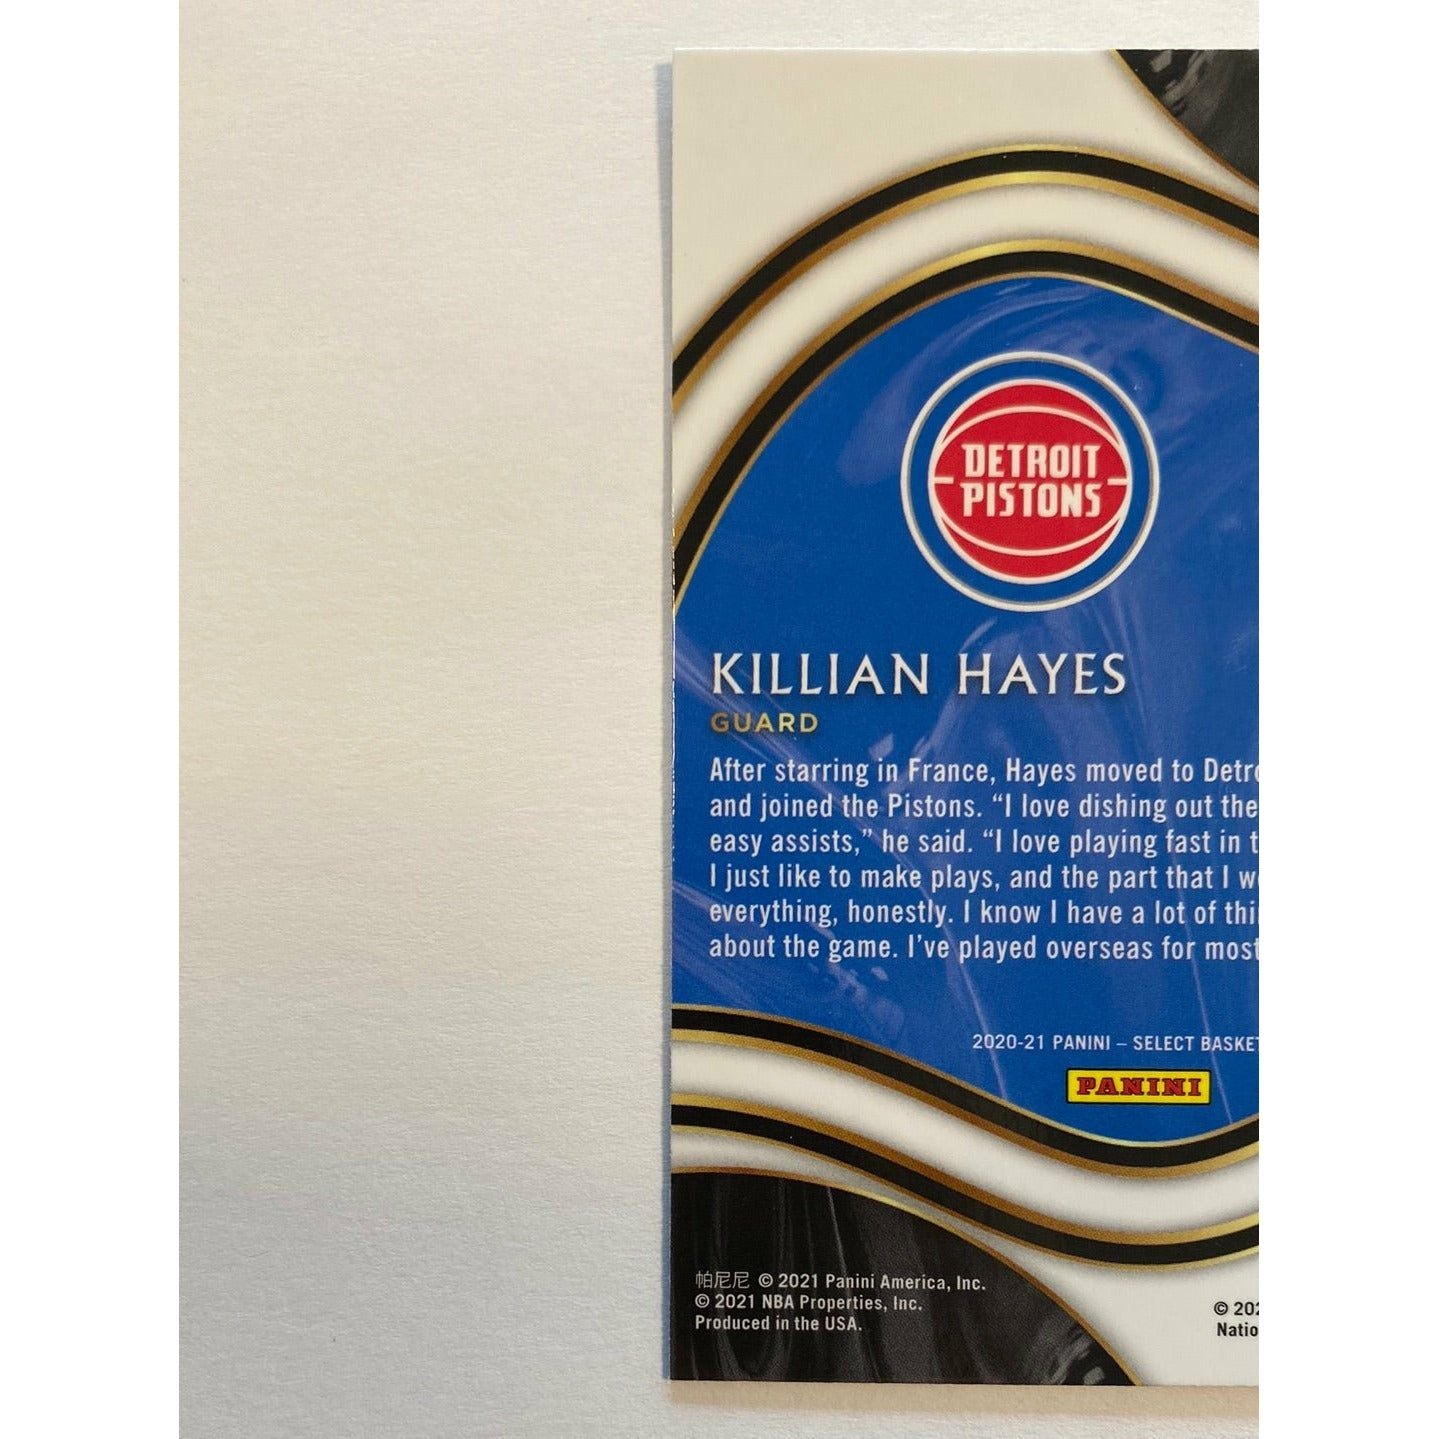 DETROIT
PISTONS
KILLIAN HAYES
GUARD
After starring in France, Hayes moved to
and joined the Pistons. “I love dishing out the
easy assists,” he said. “I love playing fast in
I just like to make plays, and the part that I
everything, honestly. I know I have a lot of
about the game. I’ve played overseas for most
2020-21 PANINI – SELECT
PANINI
帕尼尼 © 2021 Panini America, Inc.
© 2021 NBA Properties, Inc.
Produced in the USA.
©